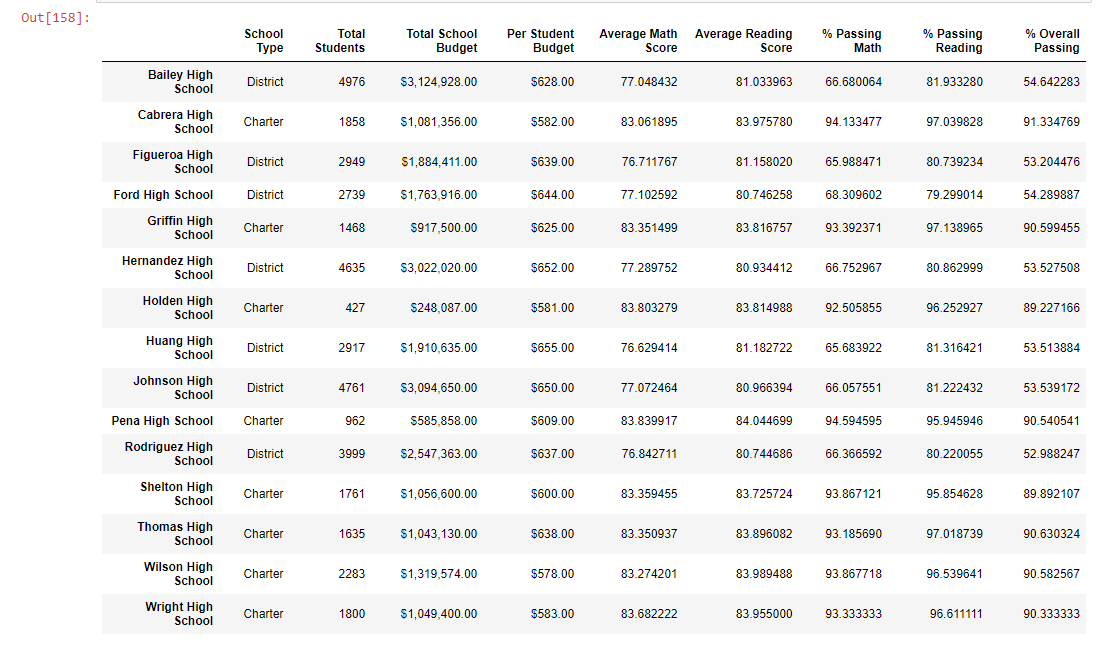 Out[158]:
School Type Total Students Total School Budget Per Student Budget Average Math Score Average Reading Score % Passing Math % Passing Reading % Overall Passing
Bailey High School District 4976 $3,124,928.00 $628.00 77.048432 81.033963 66.680064 81.933280 54.642283
Cabrera High School Charter 1858 $1,081,356.00 $582.00 83.061895 83.975780 94.133477 97.039828 91.334769
Figueroa High School District 2949 $1,884,411.00 $639.00 76.711767 81.158020 65.988471 80.739234 53.204476
Ford High School District 2739 $1,763,916.00 $644.00 77.102592 80.746258 68.309602 79.299014 54.289887
Griffin High School Charter 1468 $917,500.00 $625.00 83.351499 83.816757 93.392371 97.138965 90.599455
Hernandez High School District 4635 $3,022,020.00 $652.00 77.289752 80.934412 66.752967 80.862999 53.527508
Holden High School Charter 427 $248,087.00 $581.00 83.803279 83.814988 92.505855 96.252927 89.227166
Huang High School District 2917 $1,910,635.00 $655.00 76.629414 81.182722 65.683922 81.316421 53.513884
Johnson High School District 4761 $3,094,650.00 $650.00 77.072464 80.966394 66.057551 81.222432 53.539172
Pena High School Charter 962 $585,858.00 $609.00 83.839917 84.044699 94.594595 95.945946 90.540541
Rodriguez High School District 3999 $2,547,363.00 $637.00 76.842711 80.744686 66.366592 80.220055 52.988247
Shelton High School Charter 1761 $1,056,600.00 $600.00 83.359455 83.725724 93.867121 95.854628 89.892107
Thomas High School Charter 1635 $1,043,130.00 $638.00 83.350937 83.896082 93.185690 97.018739 90.630324
Wilson High School Charter 2283 $1,319,574.00 $578.00 83.274201 83.989488 93.867718 96.539641 90.582567
Wright High School Charter 1800 $1,049,400.00 $583.00 83.682222 83.955000 93.333333 96.611111 90.333333